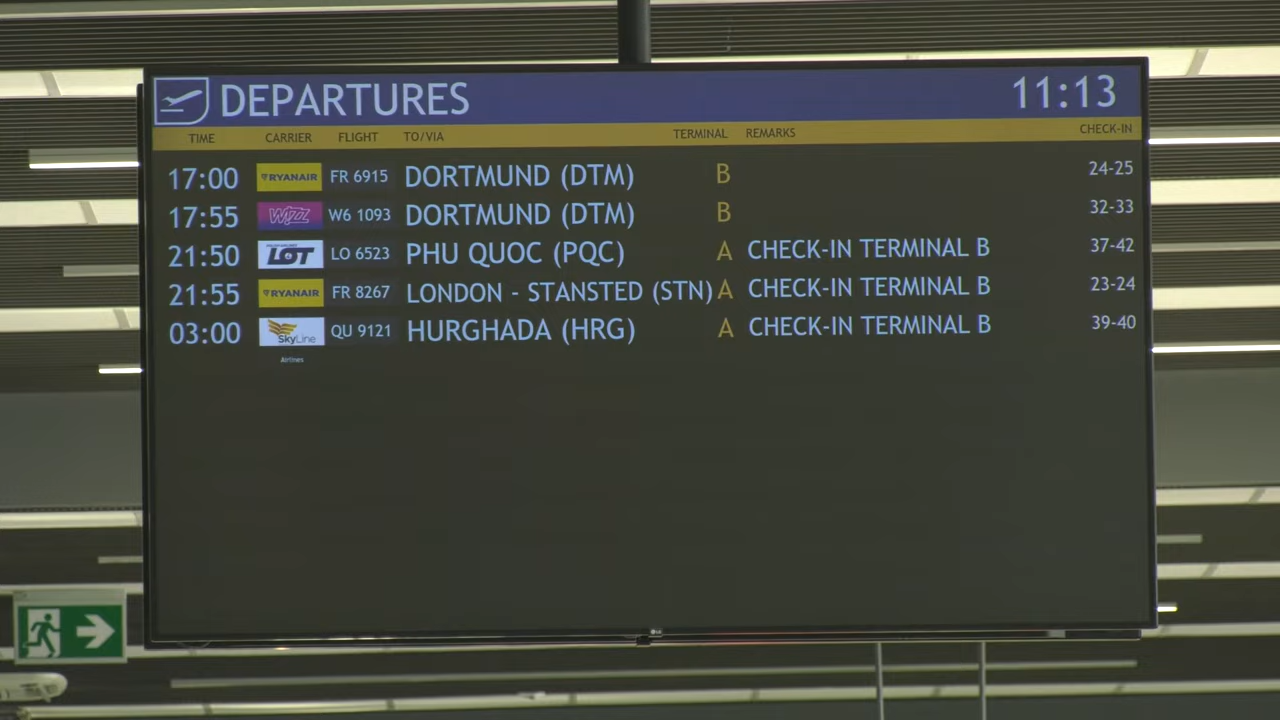 DEPARTURES 11:13
TIME CARRIER FLIGHT TO/VIA TERMINAL REMARKS CHECK-IN
17:00 RYANAIR FR 6915 DORTMUND (DTM) B 24-25
17:55 WIZZ W6 1093 DORTMUND (DTM) B 32-33
21:50 LOT LO 6523 PHU QUOC (PQC) A CHECK-IN TERMINAL B 37-42
21:55 RYANAIR FR 8267 LONDON - STANSTED (STN) A CHECK-IN TERMINAL B 23-24
03:00 SkyLine QU 9121 HURGHADA (HRG) A CHECK-IN TERMINAL B 39-40
Airlines
LG